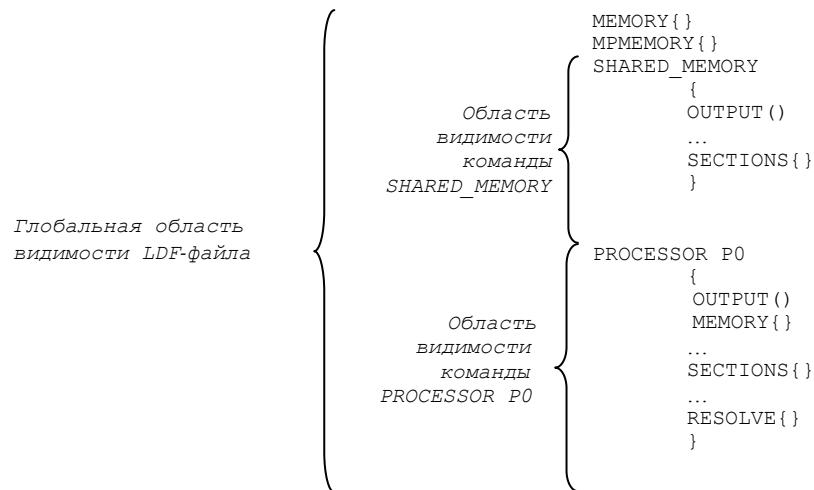 Глобальная область
видимости LDF-файла
Область
видимости
команды
SHARED_MEMORY
Область
видимости
команды
PROCESSOR P0
MEMORY{}
MPMEMORY{}
SHARED_MEMORY
{
OUTPUT()
…
SECTIONS{}
}
PROCESSOR P0
{
OUTPUT()
MEMORY{}
…
SECTIONS{}
…
RESOLVE{}
}